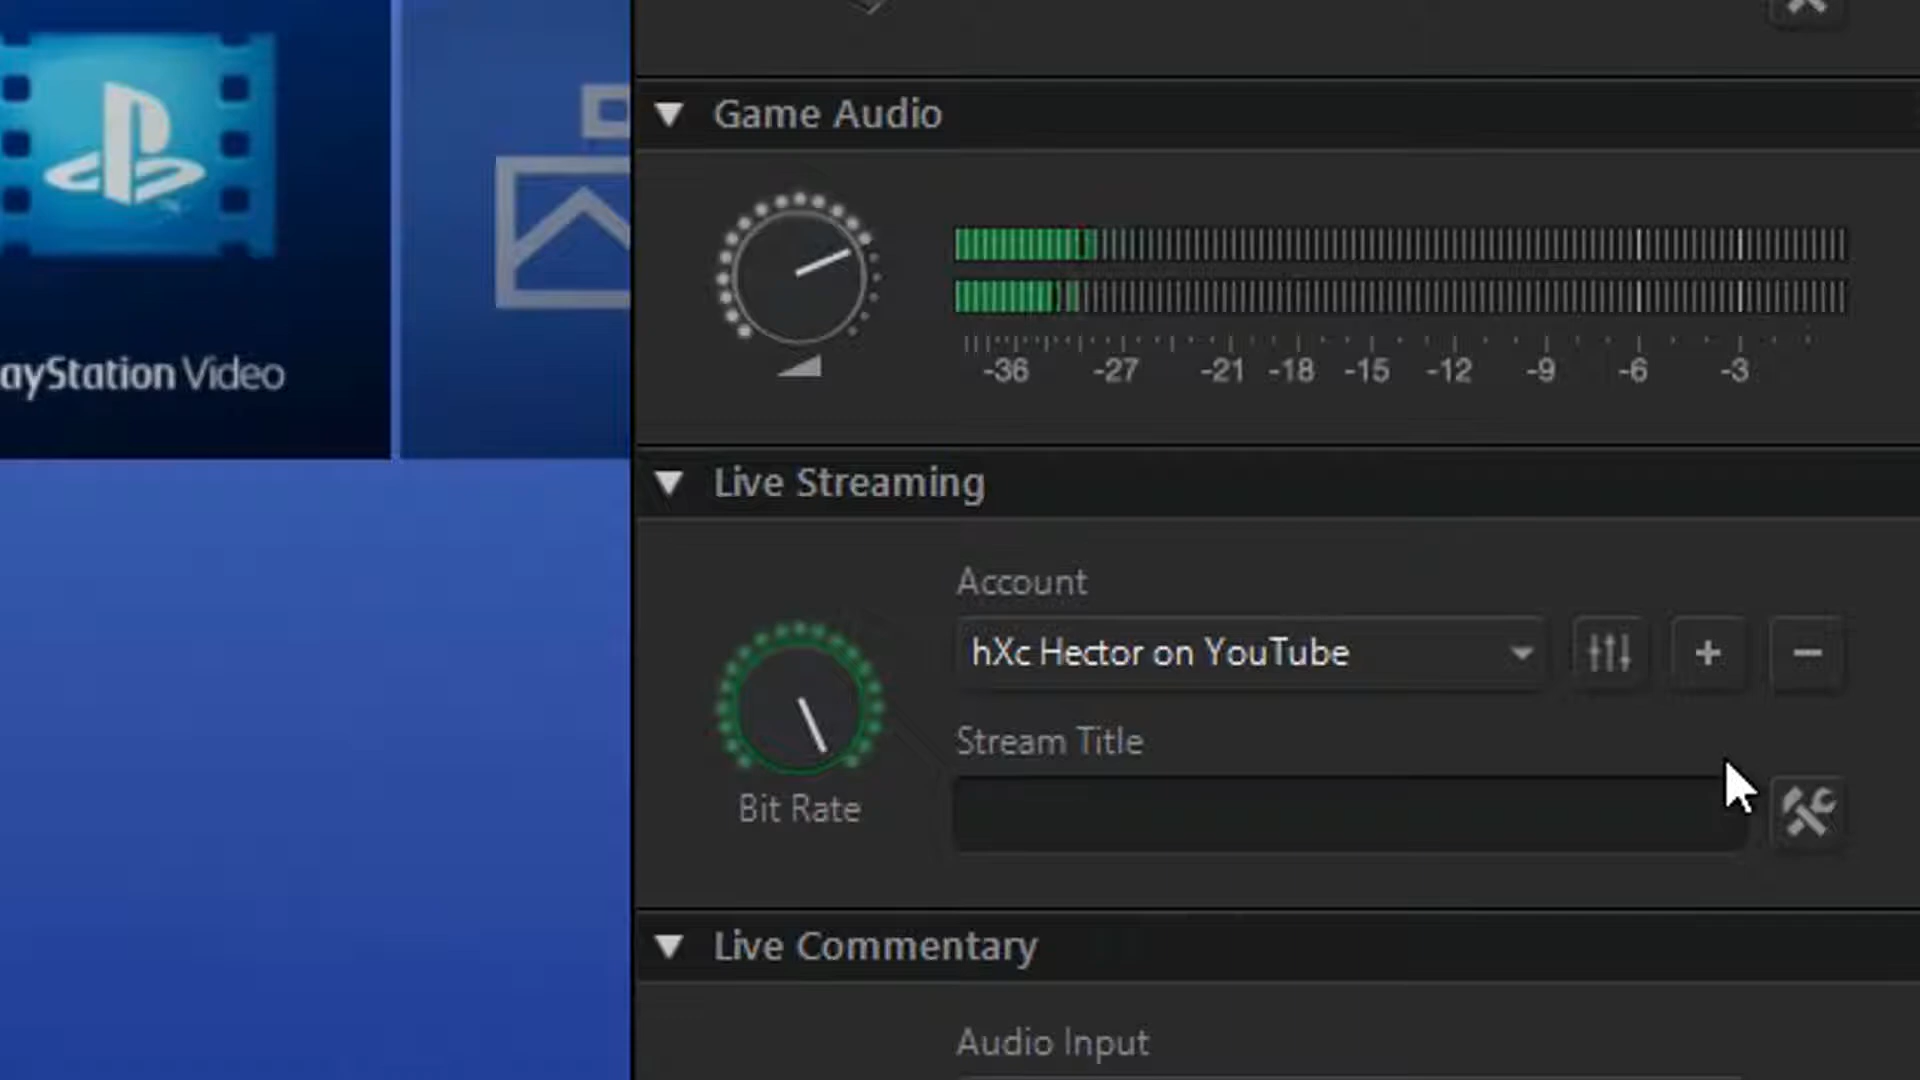 Game Audio
-36 -27 -21 -18 -15 -12 -9 -6 -3
ayStation Video
Live Streaming
Account
hXc Hector on YouTube
Stream Title
Bit Rate
Live Commentary
Audio Input